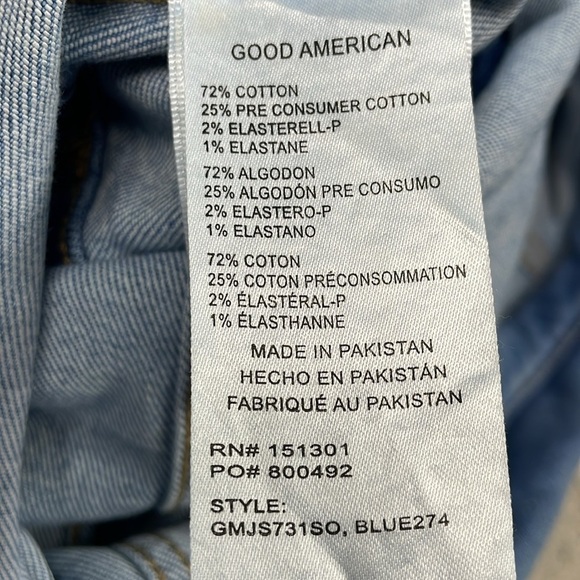 GOOD AMERICAN
72% COTTON
25% PRE CONSUMER COTTON
2% ELASTERELL-P
1% ELASTANE
72% ALGODON
25% ALGODÓN PRE CONSUMO
2% ELASTERO-P
1% ELASTANO
72% COTON
25% COTON PRÉCONSOMMATION
2% ÉLASTÉRAL-P
1% ÉLASTHANNE
MADE IN PAKISTAN
HECHO EN PAKISTÁN
FABRIQUÉ AU PAKISTAN
RN# 151301
PO# 800492
STYLE:
GMJS731SO, BLUE274